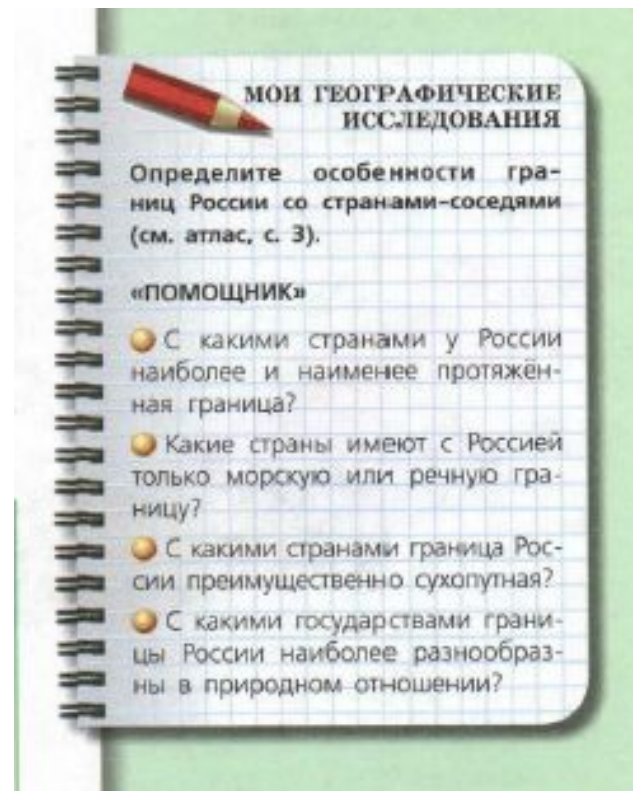 МОИ ГЕОГРАФИЧЕСКИЕ
ИССЛЕДОВАНИЯ
Определите особенности гра-
ниц России со странами-соседями
(см. атлас, с. 3).
«ПОМОЩНИК»
С какими странами у России
наиболее и наименее протяжён-
ная граница?
Какие страны имеют с Россией
только морскую или речную гра-
ницу?
С какими странами граница Рос-
сии преимущественно сухопутная?
С какими государствами грани-
цы России наиболее разнообраз-
ны в природном отношении?